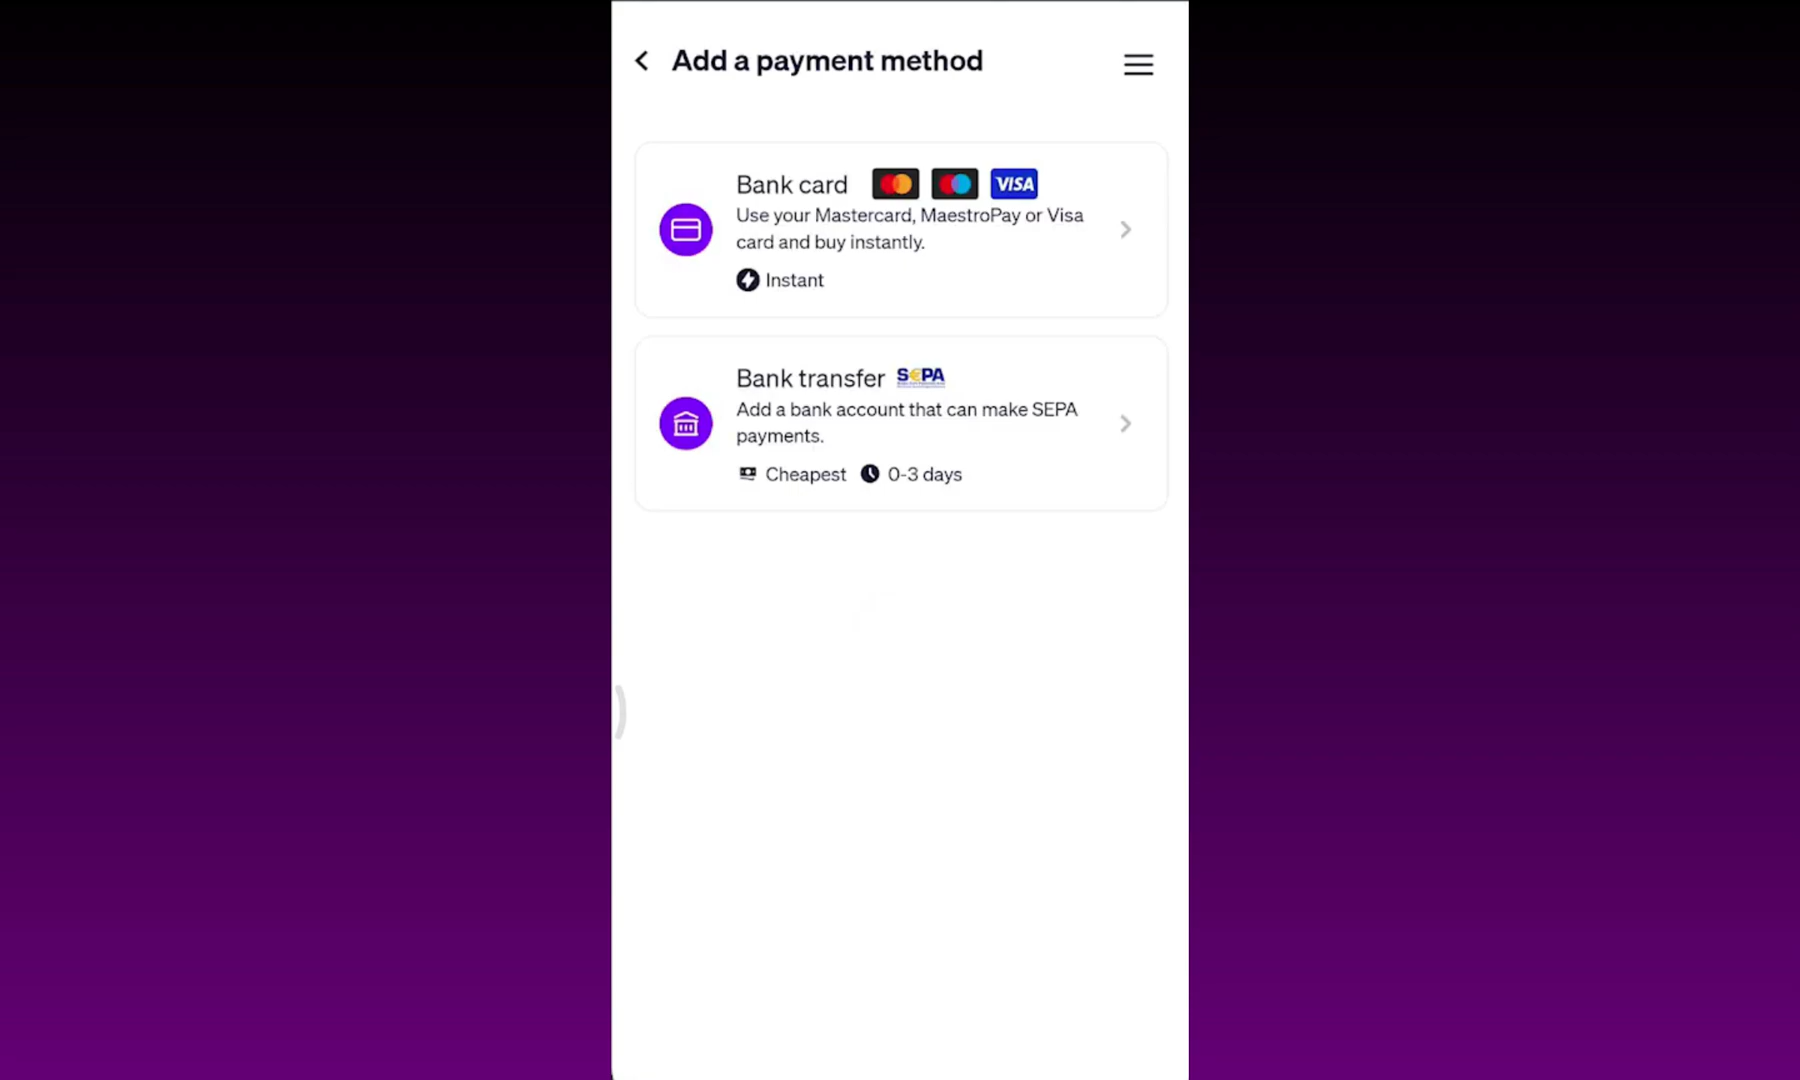 Add a payment method
Bank card VISA
Use your Mastercard, MaestroPay or Visa
card and buy instantly.
Instant
Bank transfer SEPA
Add a bank account that can make SEPA
payments.
Cheapest 0-3 days